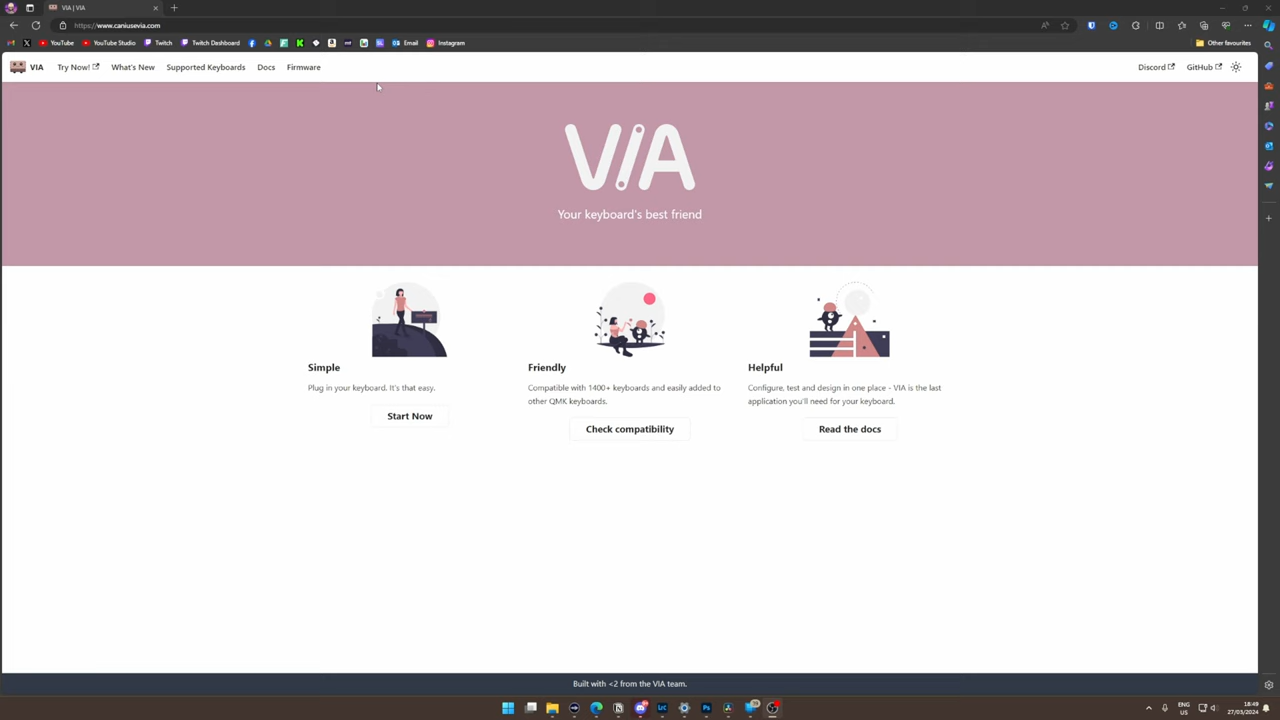 VIA | VIA
https://www.caniusevia.com
YouTube
YouTube Studio
Twitch
Twitch Dashboard
Email
Instagram
Other favourites
VIA
Try Now!
What's New
Supported Keyboards
Docs
Firmware
Discord
GitHub
VIA
Your keyboard's best friend
Simple
Plug in your keyboard. It's that easy.
Start Now
Friendly
Compatible with 1400+ keyboards and easily added to
other QMK keyboards.
Check compatibility
Helpful
Configure, test and design in one place - VIA is the last
application you'll need for your keyboard.
Read the docs
Built with <2 from the VIA team.
ENG
US
18:49
27/03/2024